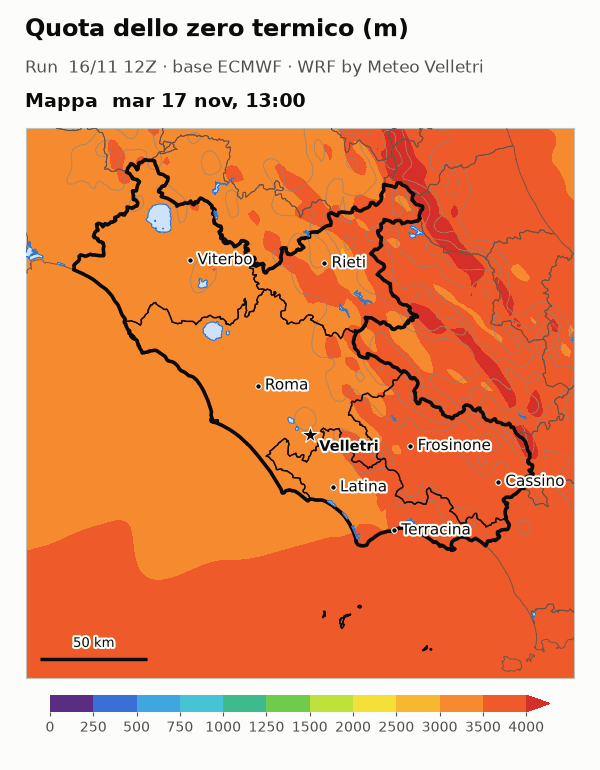 Quota dello zero termico (m)
Run  16/11 12Z · base ECMWF · WRF by Meteo Velletri
Mappa  mar 17 nov, 13:00
Viterbo
Rieti
Roma
Velletri
Frosinone
Latina
Cassino
Terracina
50 km
0 250 500 750 1000 1250 1500 2000 2500 3000 3500 4000